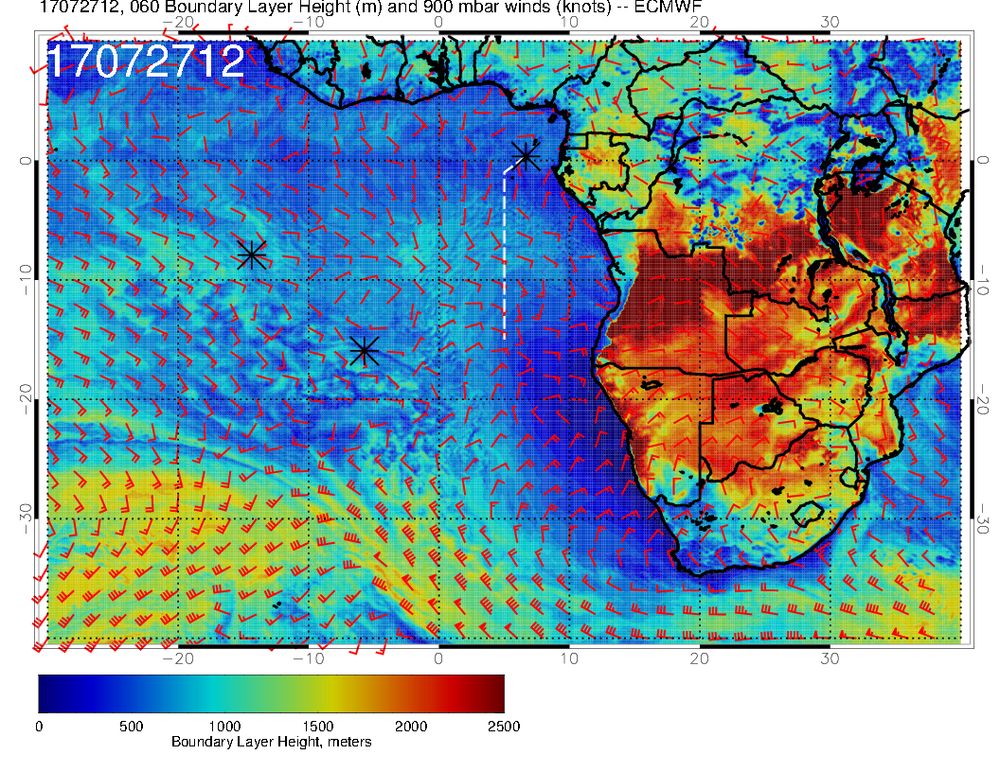 17072712, 060 Boundary Layer Height (m) and 900 mbar winds (knots) -- ECMWF
−20 −10 0 10 20 30
17072712
0 0
−10 −10
−20 −20
−30 −30
−20 −10 0 10 20 30
0 500 1000 1500 2000 2500
Boundary Layer Height, meters